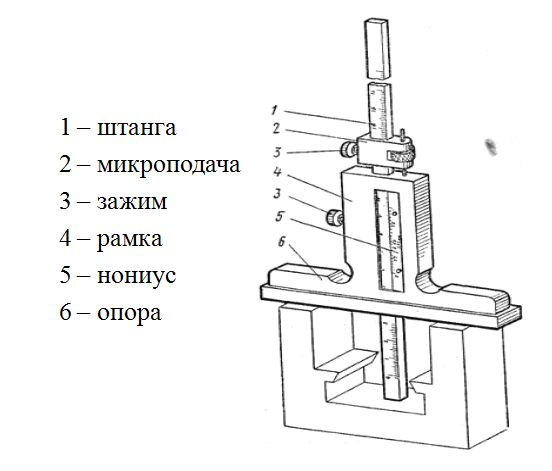 1 – штанга
2 – микроподача
3 – зажим
4 – рамка
5 – нониус
6 – опора
1
2
3
4
3
5
6